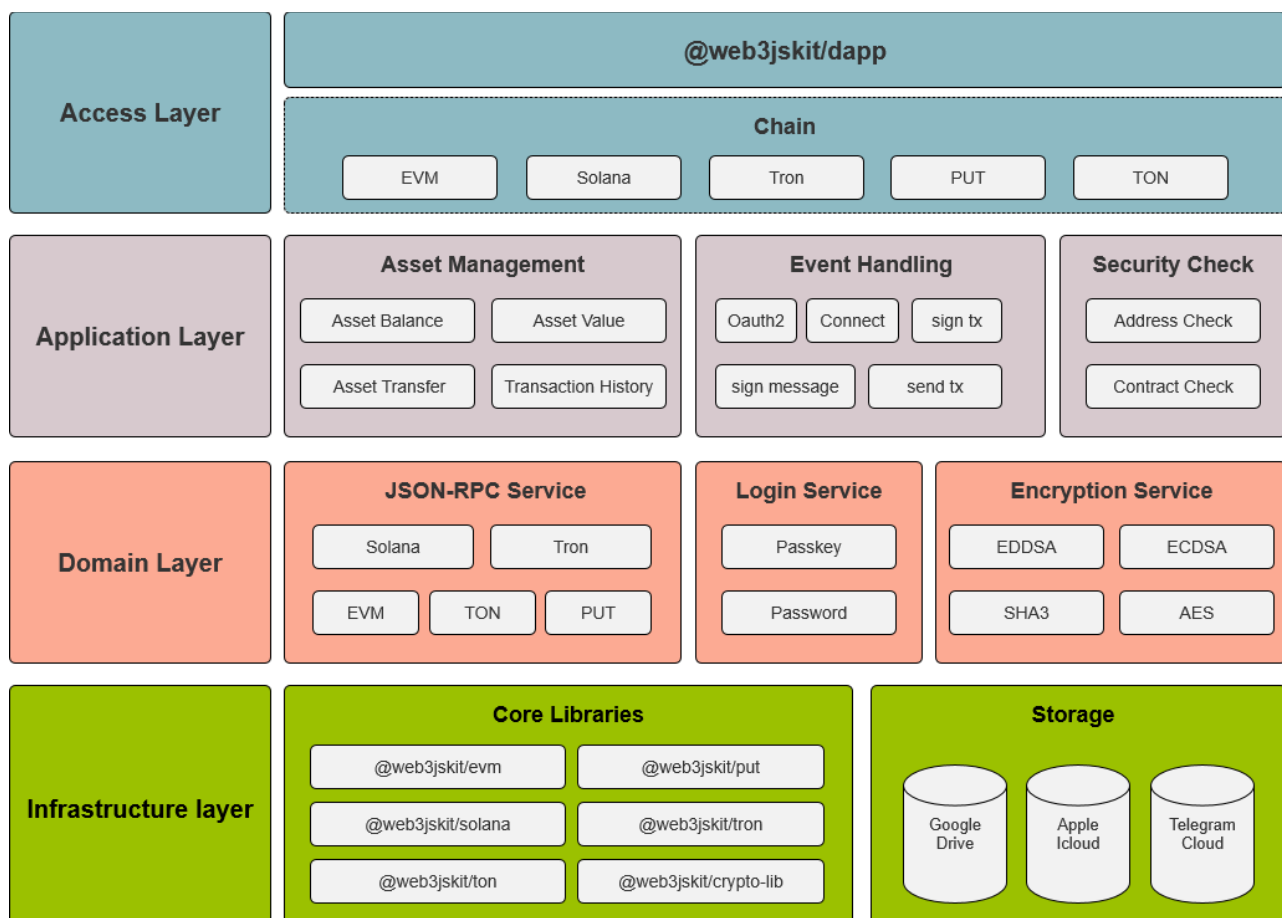 Access Layer
@web3jskit/dapp
Chain
EVM
Solana
Tron
PUT
TON
Application Layer
Asset Management
Asset Balance
Asset Value
Asset Transfer
Transaction History
Event Handling
Oauth2
Connect
sign tx
sign message
send tx
Security Check
Address Check
Contract Check
Domain Layer
JSON-RPC Service
Solana
Tron
EVM
TON
PUT
Login Service
Passkey
Password
Encryption Service
EDDSA
ECDSA
SHA3
AES
Infrastructure layer
Core Libraries
@web3jskit/evm
@web3jskit/put
@web3jskit/solana
@web3jskit/tron
@web3jskit/ton
@web3jskit/crypto-lib
Storage
Google
Drive
Apple
Icloud
Telegram
Cloud